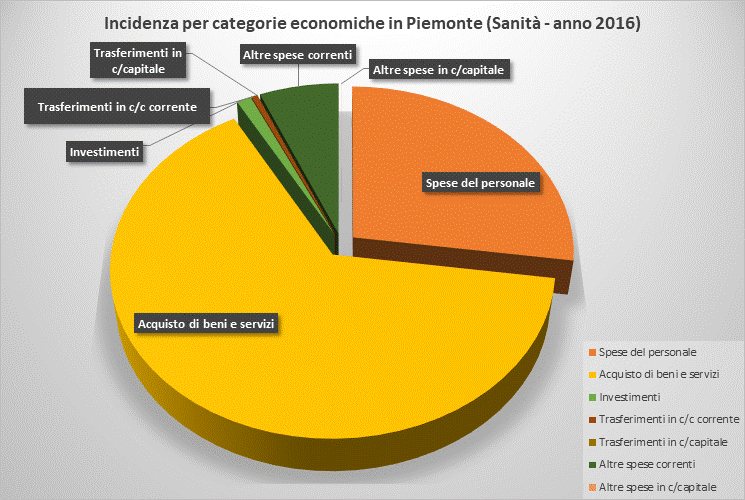 Incidenza per categorie economiche in Piemonte (Sanità - anno 2016)
Trasferimenti in
c/capitale
Altre spese correnti
Altre spese in c/capitale
Trasferimenti in c/c corrente
Investimenti
Spese del personale
Acquisto di beni e servizi
Spese del personale
Acquisto di beni e servizi
Investimenti
Trasferimenti in c/c corrente
Trasferimenti in c/capitale
Altre spese correnti
Altre spese in c/capitale